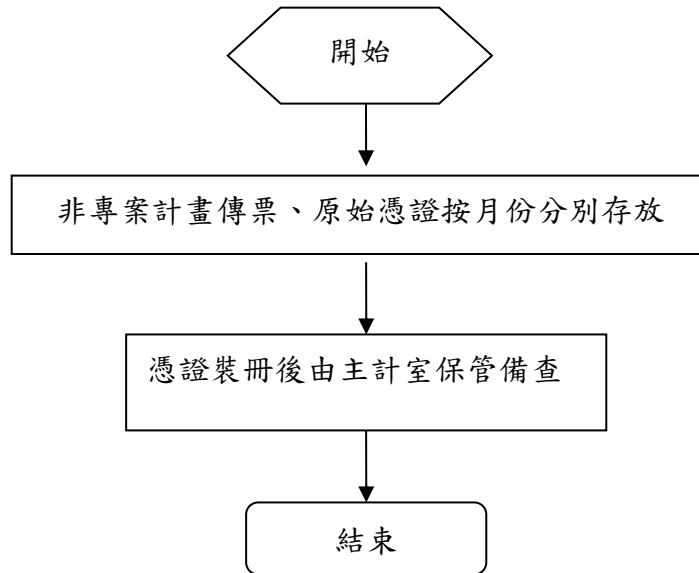 開始
非專案計畫傳票、原始憑證按月份分別存放
憑證裝冊後由主計室保管備查
結束